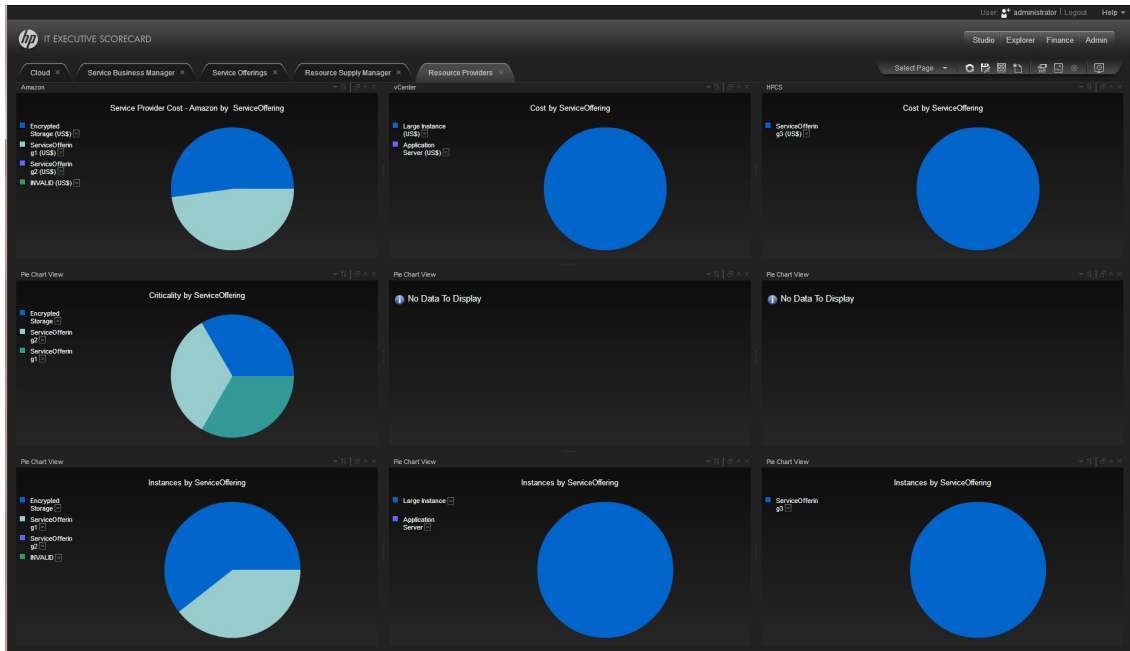 User: administrator | Logout Help
hp IT EXECUTIVE SCORECARD
Studio Explorer Finance Admin
Cloud × Service Business Manager × Service Offerings × Resource Supply Manager × Resource Providers ×
Select Page
Amazon
Service Provider Cost - Amazon by ServiceOffering
Encrypted
Storage (US$)
ServiceOfferin
g1 (US$)
ServiceOfferin
g2 (US$)
INVALID (US$)
vCenter
Cost by ServiceOffering
Large Instance
(US$)
Application
Server (US$)
HPCS
Cost by ServiceOffering
ServiceOfferin
g3 (US$)
Pie Chart View
Criticality by ServiceOffering
Encrypted
Storage
ServiceOfferin
g2
ServiceOfferin
g1
Pie Chart View
No Data To Display
Pie Chart View
No Data To Display
Pie Chart View
Instances by ServiceOffering
Encrypted
Storage
ServiceOfferin
g1
ServiceOfferin
g2
INVALID
Pie Chart View
Instances by ServiceOffering
Large Instance
Application
Server
Pie Chart View
Instances by ServiceOffering
ServiceOfferin
g3